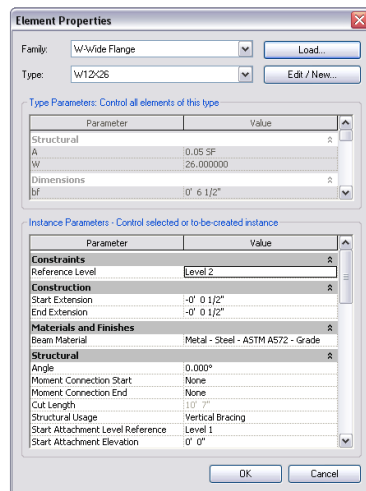 Element Properties
Family: W-Wide Flange Load...
Type: W12X26 Edit / New...
Type Parameters: Control all elements of this type
Parameter Value
Structural
A 0.05 SF
W 26.000000
Dimensions
bf 0' 6 1/2"
Instance Parameters - Control selected or to-be-created instance
Parameter Value
Constraints
Reference Level Level 2
Construction
Start Extension -0' 0 1/2"
End Extension -0' 0 1/2"
Materials and Finishes
Beam Material Metal - Steel - ASTM A572 - Grade
Structural
Angle 0.000°
Moment Connection Start None
Moment Connection End None
Cut Length 10' 7"
Structural Usage Vertical Bracing
Start Attachment Level Reference Level 1
Start Attachment Elevation 0' 0"
OK Cancel